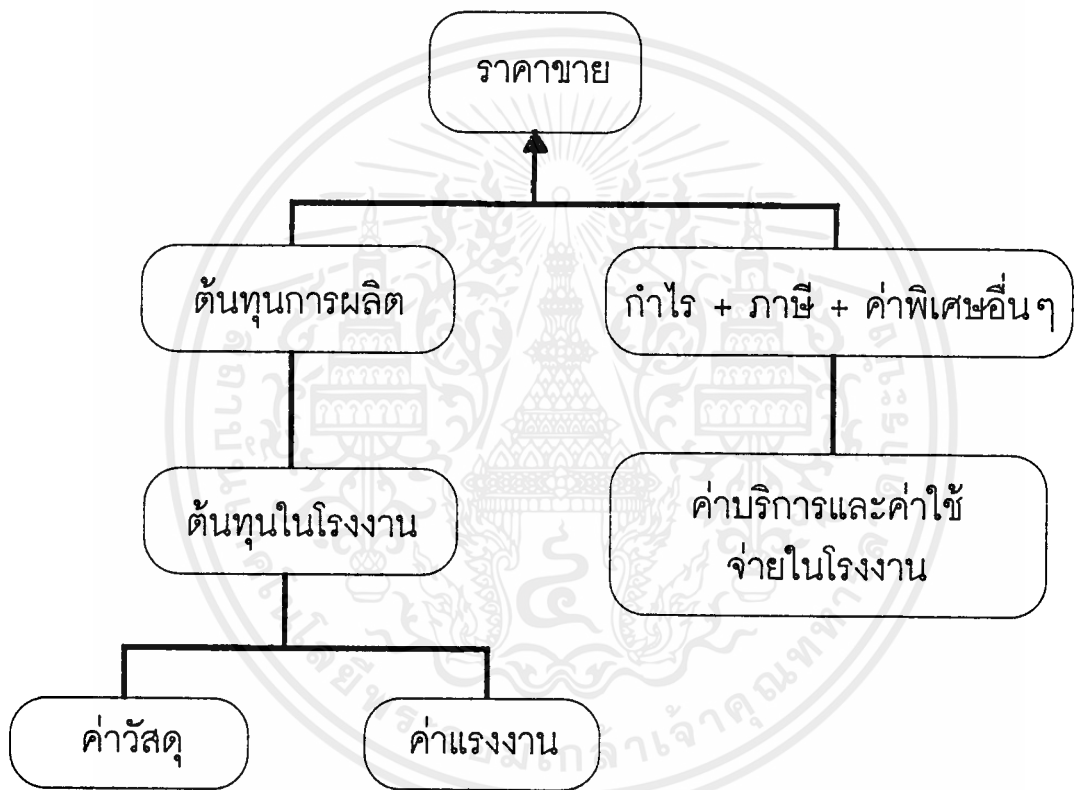 ราคาขาย
ต้นทุนการผลิต
กำไร + ภาษี + ค่าพิเศษอื่นๆ
ต้นทุนในโรงงาน
ค่าบริการและค่าใช้
จ่ายในโรงงาน
ค่าวัสดุ
ค่าแรงงาน